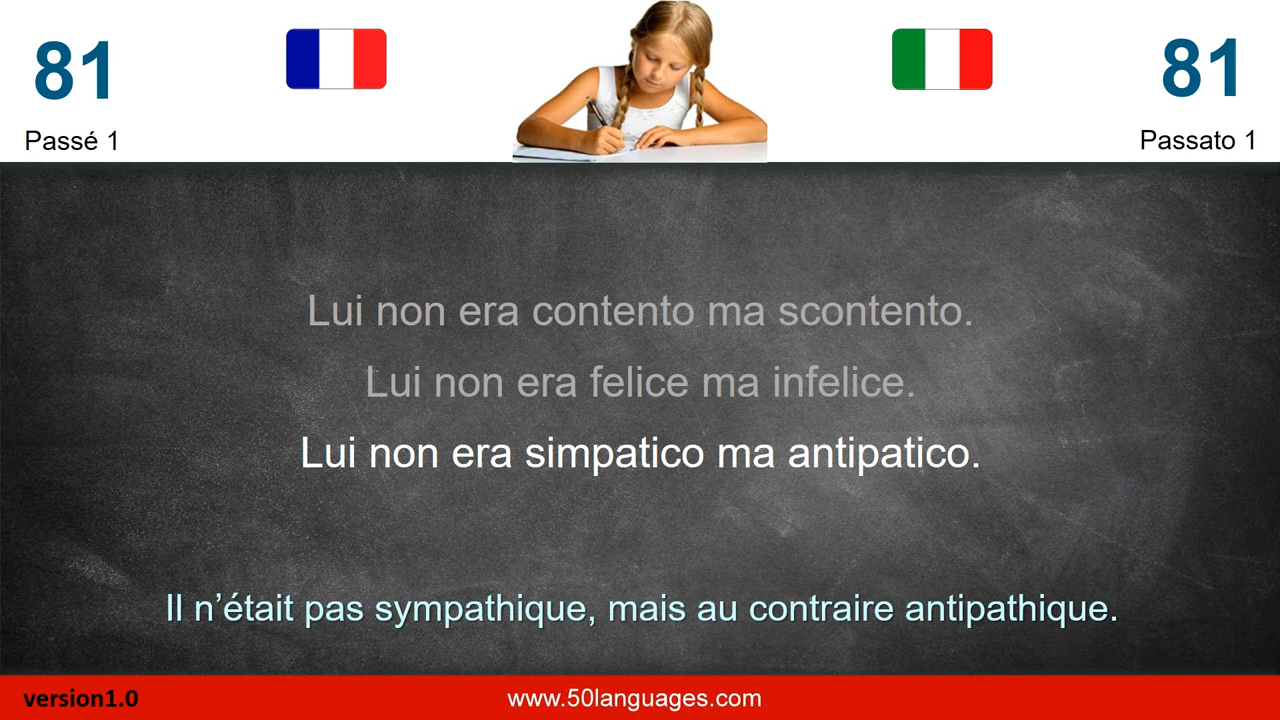 81
81
Passé 1
Passato 1
Lui non era contento ma scontento.
Lui non era felice ma infelice.
Lui non era simpatico ma antipatico.
Il n’était pas sympathique, mais au contraire antipathique.
version1.0
www.50languages.com